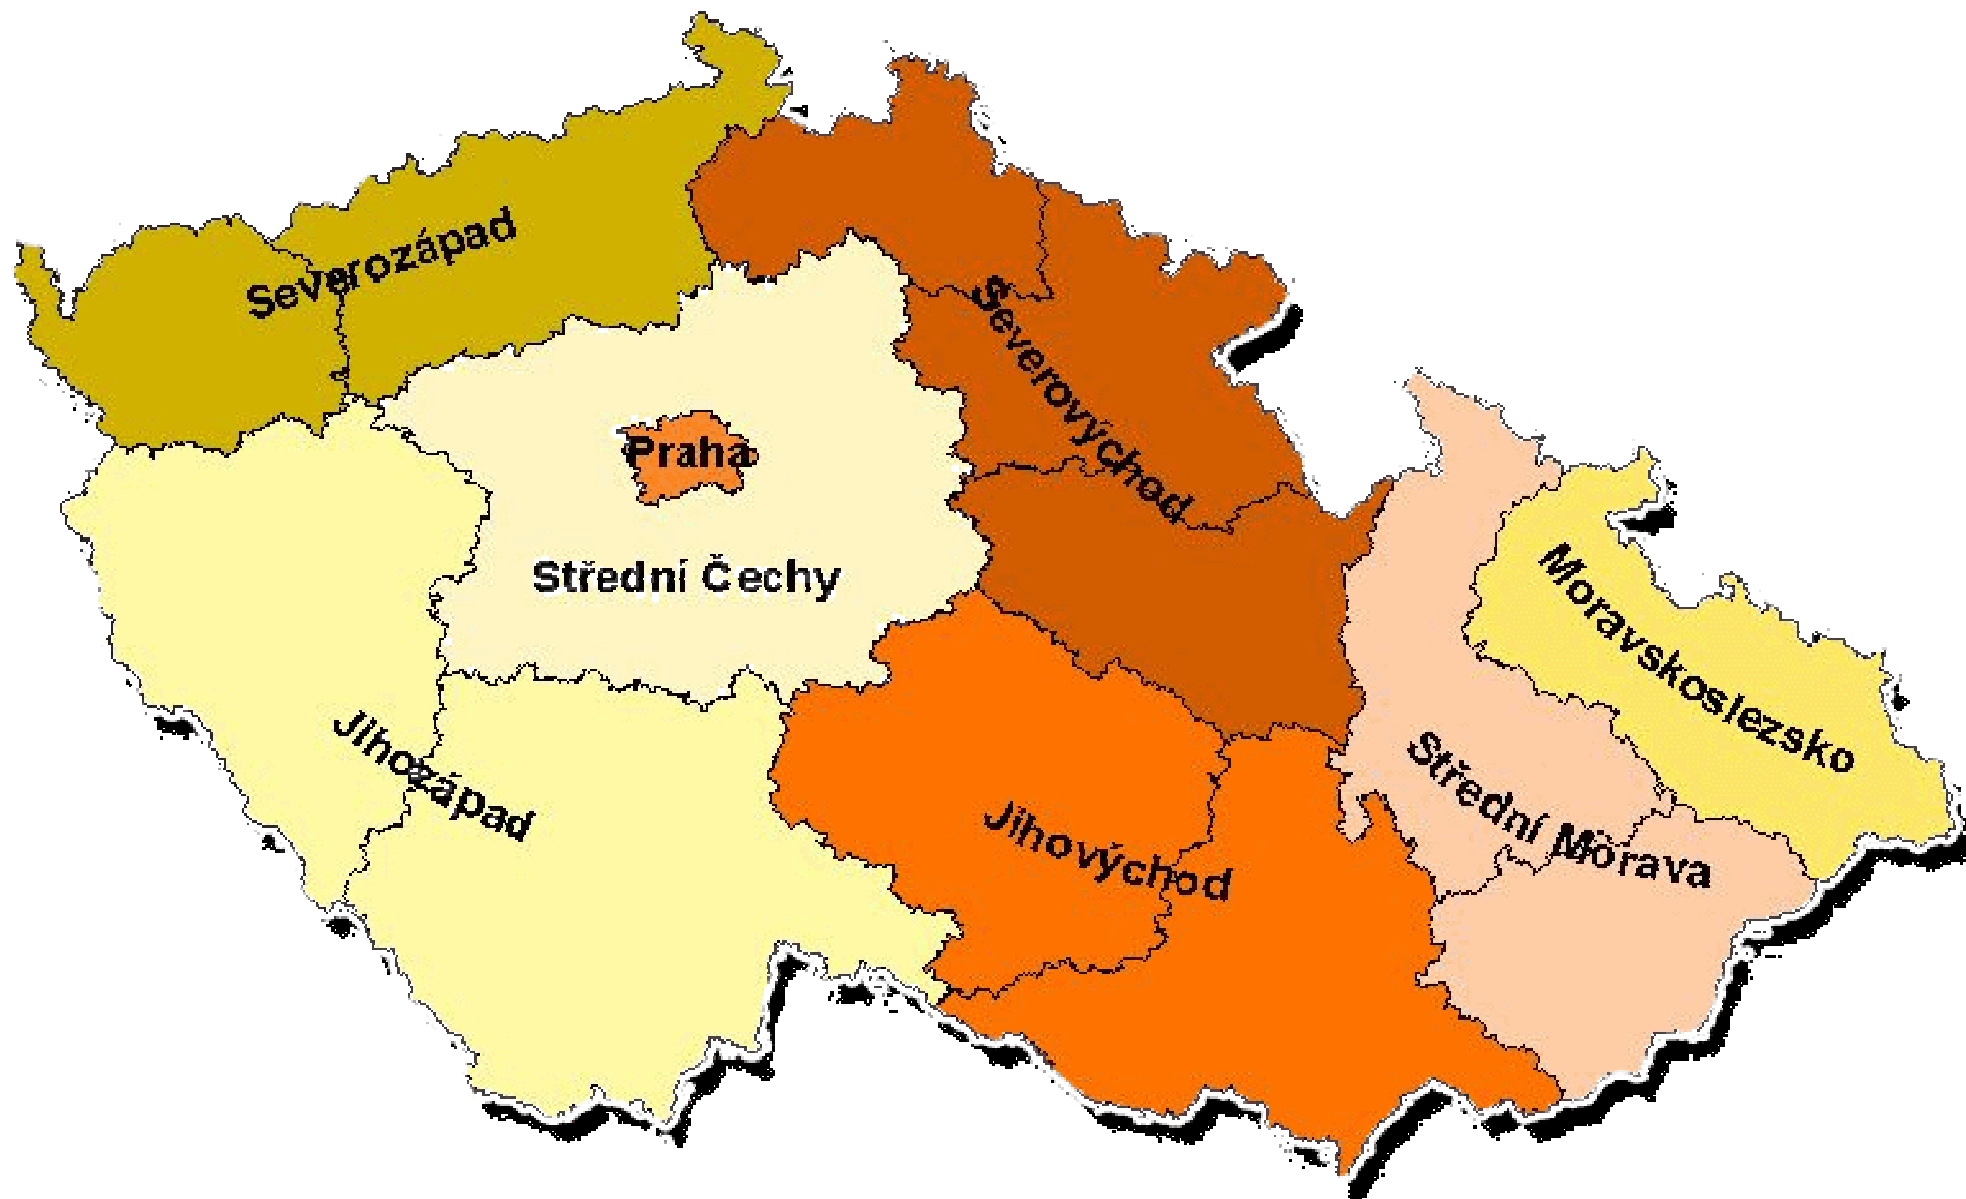 Severozápad
Severovýchod
Praha
Střední Čechy
Moravskoslezsko
Jihozápad
Střední Morava
Jihovýchod